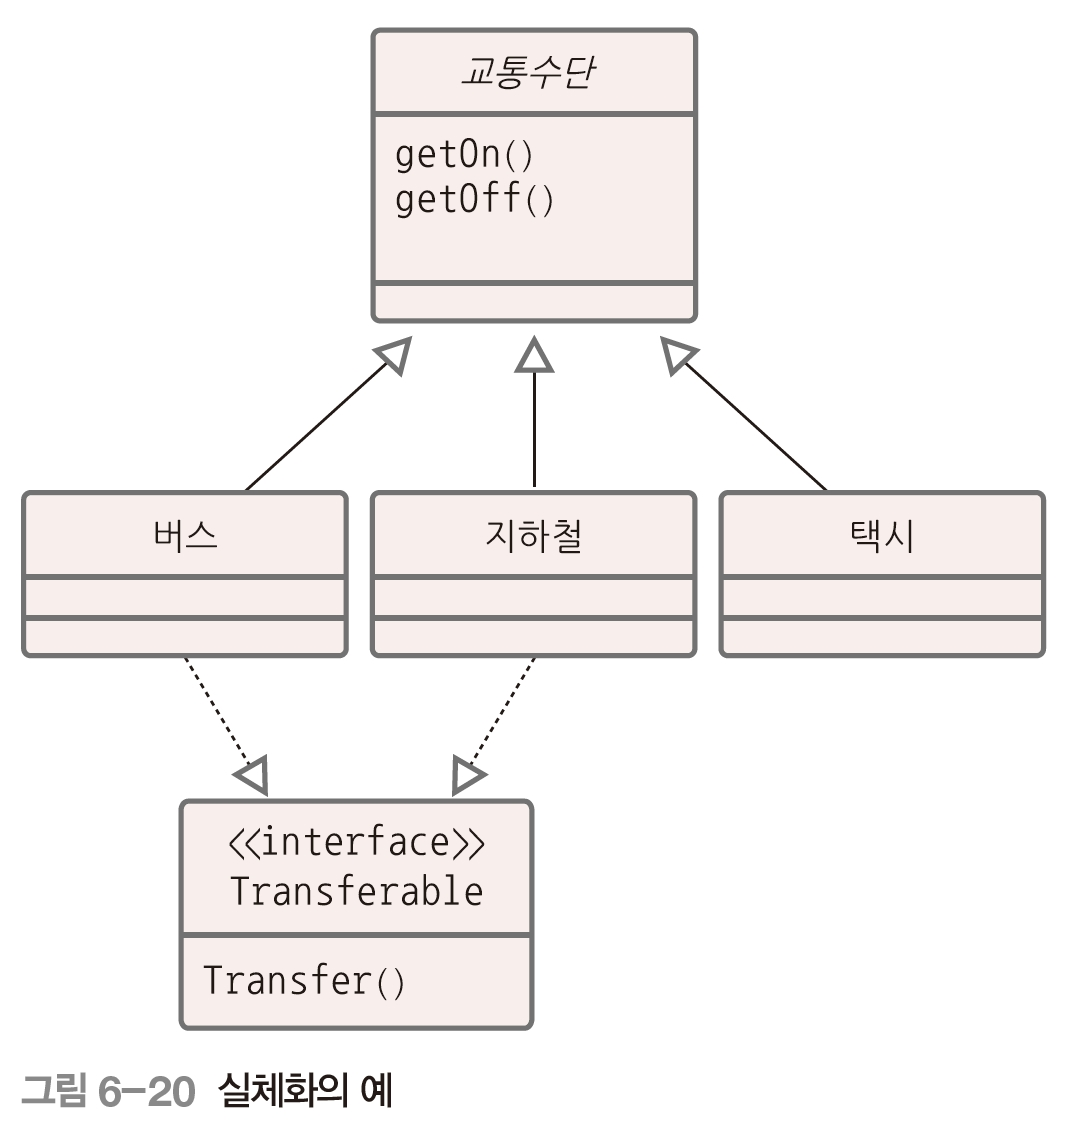 교통수단
getOn()
getOff()
버스
지하철
택시
<<interface>>
Transferable
Transfer()
그림 6-20 실체화의 예